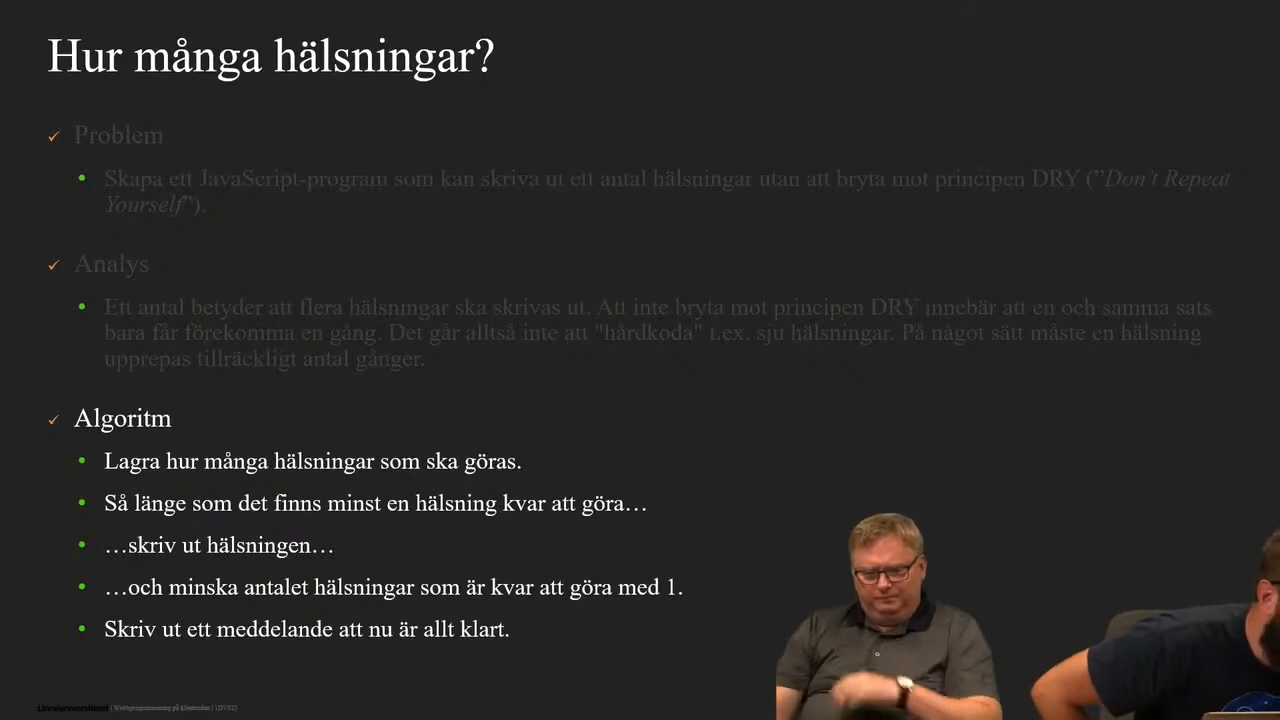 Hur många hälsningar?
Problem
Skapa ett JavaScript-program som kan skriva ut ett antal hälsningar utan att bryta mot principen DRY (”Don’t Repeat
Yourself”).
Analys
Ett antal betyder att flera hälsningar ska skrivas ut. Att inte bryta mot principen DRY innebär att en och samma sats
bara får förekomma en gång. Det går alltså inte att "hårdkoda" t.ex. sju hälsningar. På något sätt måste en hälsning
upprepas tillräckligt antal gånger.
Algoritm
Lagra hur många hälsningar som ska göras.
Så länge som det finns minst en hälsning kvar att göra…
…skriv ut hälsningen…
…och minska antalet hälsningar som är kvar att göra med 1.
Skriv ut ett meddelande att nu är allt klart.
Linnéuniversitetet | Webbprogrammering på klientsidan | 1DV025